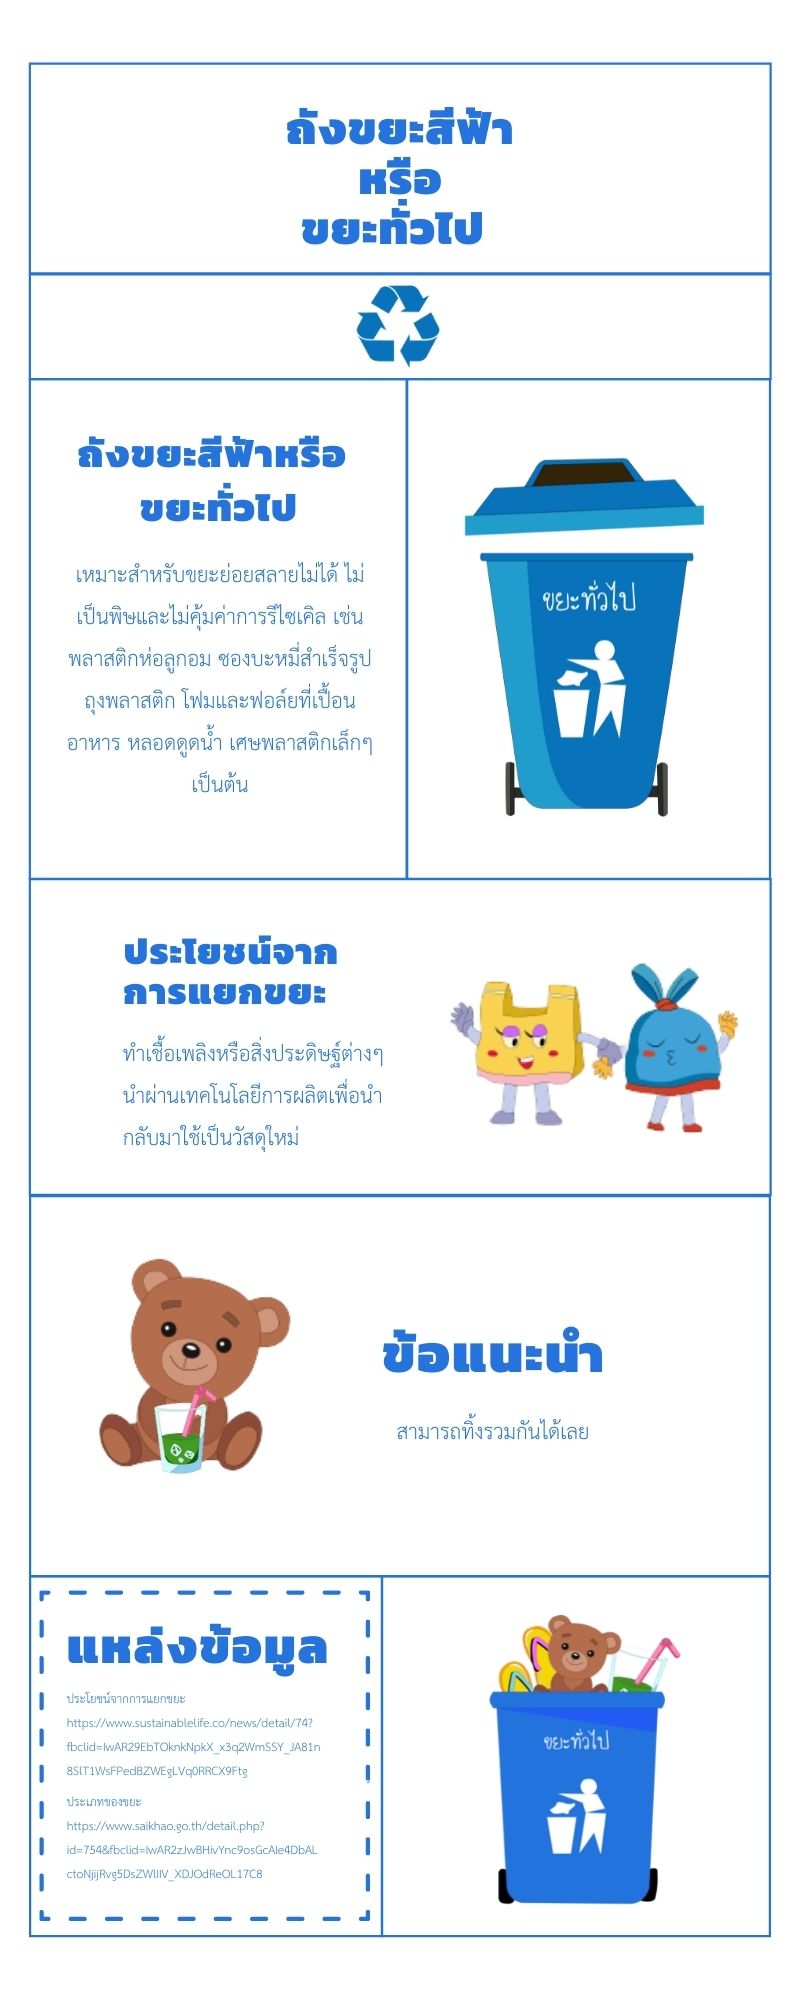 ถังขยะสีฟ้า
หรือ
ขยะทั่วไป
ถังขยะสีฟ้าหรือ
ขยะทั่วไป
เหมาะสำหรับขยะย่อยสลายไม่ได้ ไม่
เป็นพิษและไม่คุ้มค่าการรีไซเคิล เช่น
พลาสติกห่อลูกอม ซองบะหมี่สำเร็จรูป
ถุงพลาสติก โฟมและฟอล์ยที่เปื้อน
อาหาร หลอดดูดน้ำ เศษพลาสติกเล็กๆ
เป็นต้น
ขยะทั่วไป
ประโยชน์จาก
การแยกขยะ
ทำเชื้อเพลิงหรือสิ่งประดิษฐ์ต่างๆ
นำผ่านเทคโนโลยีการผลิตเพื่อนำ
กลับมาใช้เป็นวัสดุใหม่
ข้อแนะนำ
สามารถทิ้งรวมกันได้เลย
แหล่งข้อมูล
ประโยชน์จากการแยกขยะ
https://www.sustainablelife.co/news/detail/74?
fbclid=IwAR29EbTOknkNpkX_x3q2WmSSY_JA81n
8SlT1WsFPedBZWEgLVq0RRCX9Ftg
ประเภทของขยะ
https://www.saikhao.go.th/detail.php?
id=754&fbclid=IwAR2zJwBHivYnc9osGcAIe4DbAL
ctoNjijRvg5DsZWlIIV_XDJOdReOL17C8
ขยะทั่วไป